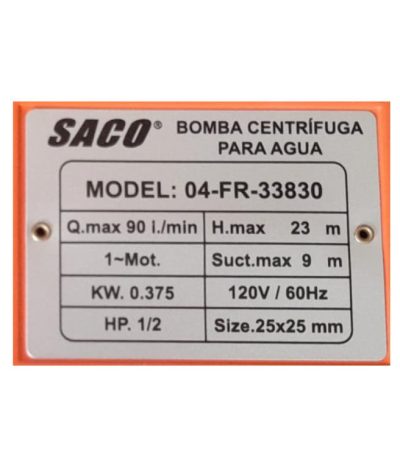 SACO® BOMBA CENTRÍFUGA
PARA AGUA
MODEL: 04-FR-33830
Q.max 90 l./min H.max 23 m
1~Mot. Suct.max 9 m
KW. 0.375 120V / 60Hz
HP. 1/2 Size.25x25 mm